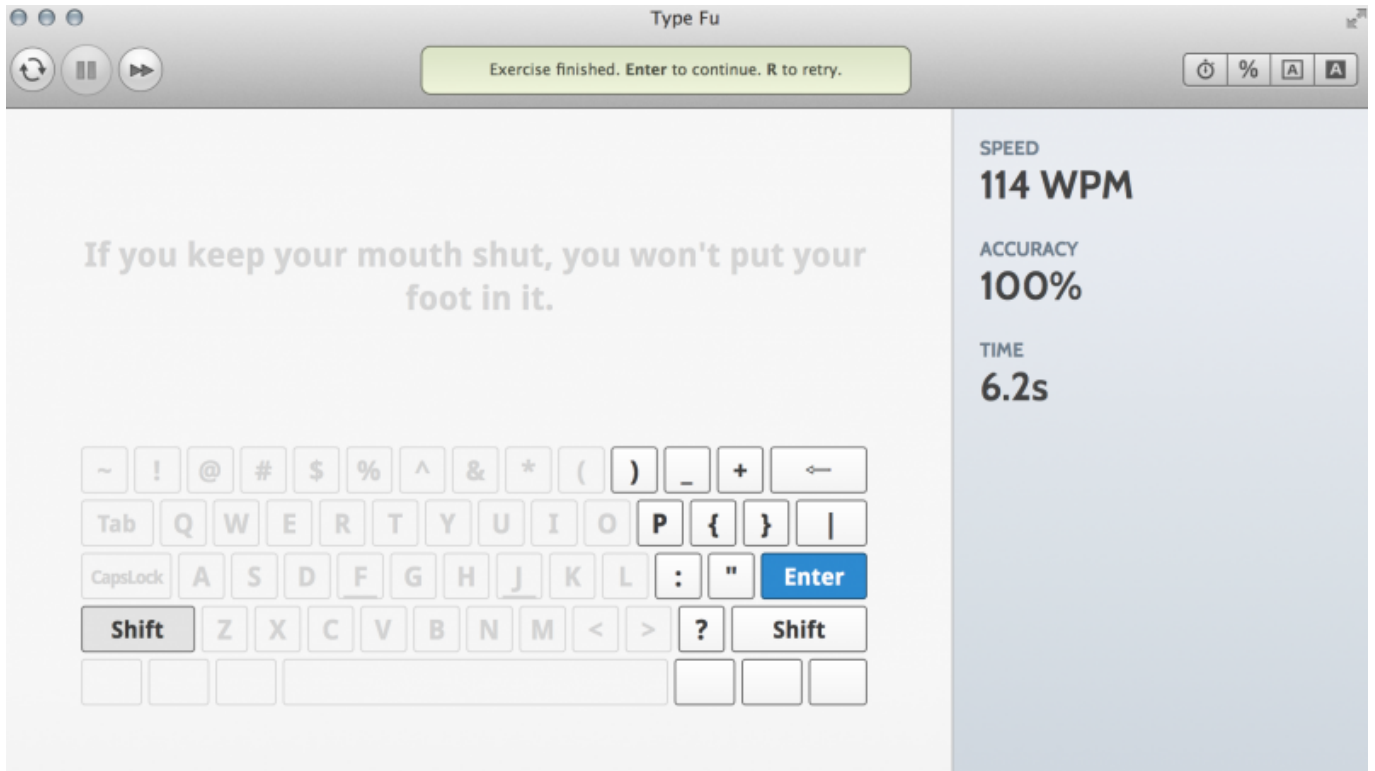 Type Fu
Exercise finished. Enter to continue. R to retry.
% A A
SPEED
114 WPM
ACCURACY
100%
TIME
6.2s
If you keep your mouth shut, you won't put your
foot in it.
~ ! @ # $ % ^ & * ( ) _ + ←
Tab Q W E R T Y U I O P { } |
CapsLock A S D F G H J K L : " Enter
Shift Z X C V B N M < > ? Shift